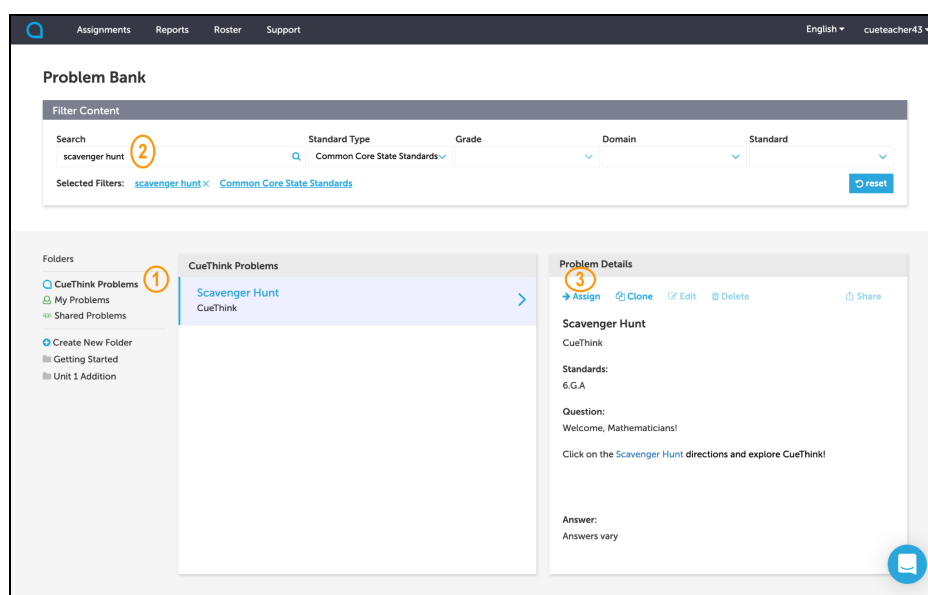 Assignments Reports Roster Support English cueteacher43
Problem Bank
Filter Content
Search Standard Type Grade Domain Standard
scavenger hunt 2 Common Core State Standards
Selected Filters: scavenger hunt × Common Core State Standards reset
Folders
CueThink Problems 1
My Problems
Shared Problems
Create New Folder
Getting Started
Unit 1 Addition
CueThink Problems
Scavenger Hunt
CueThink
Problem Details
3
Assign Clone Edit Delete Share
Scavenger Hunt
CueThink
Standards:
6.G.A
Question:
Welcome, Mathematicians!
Click on the Scavenger Hunt directions and explore CueThink!
Answer:
Answers vary